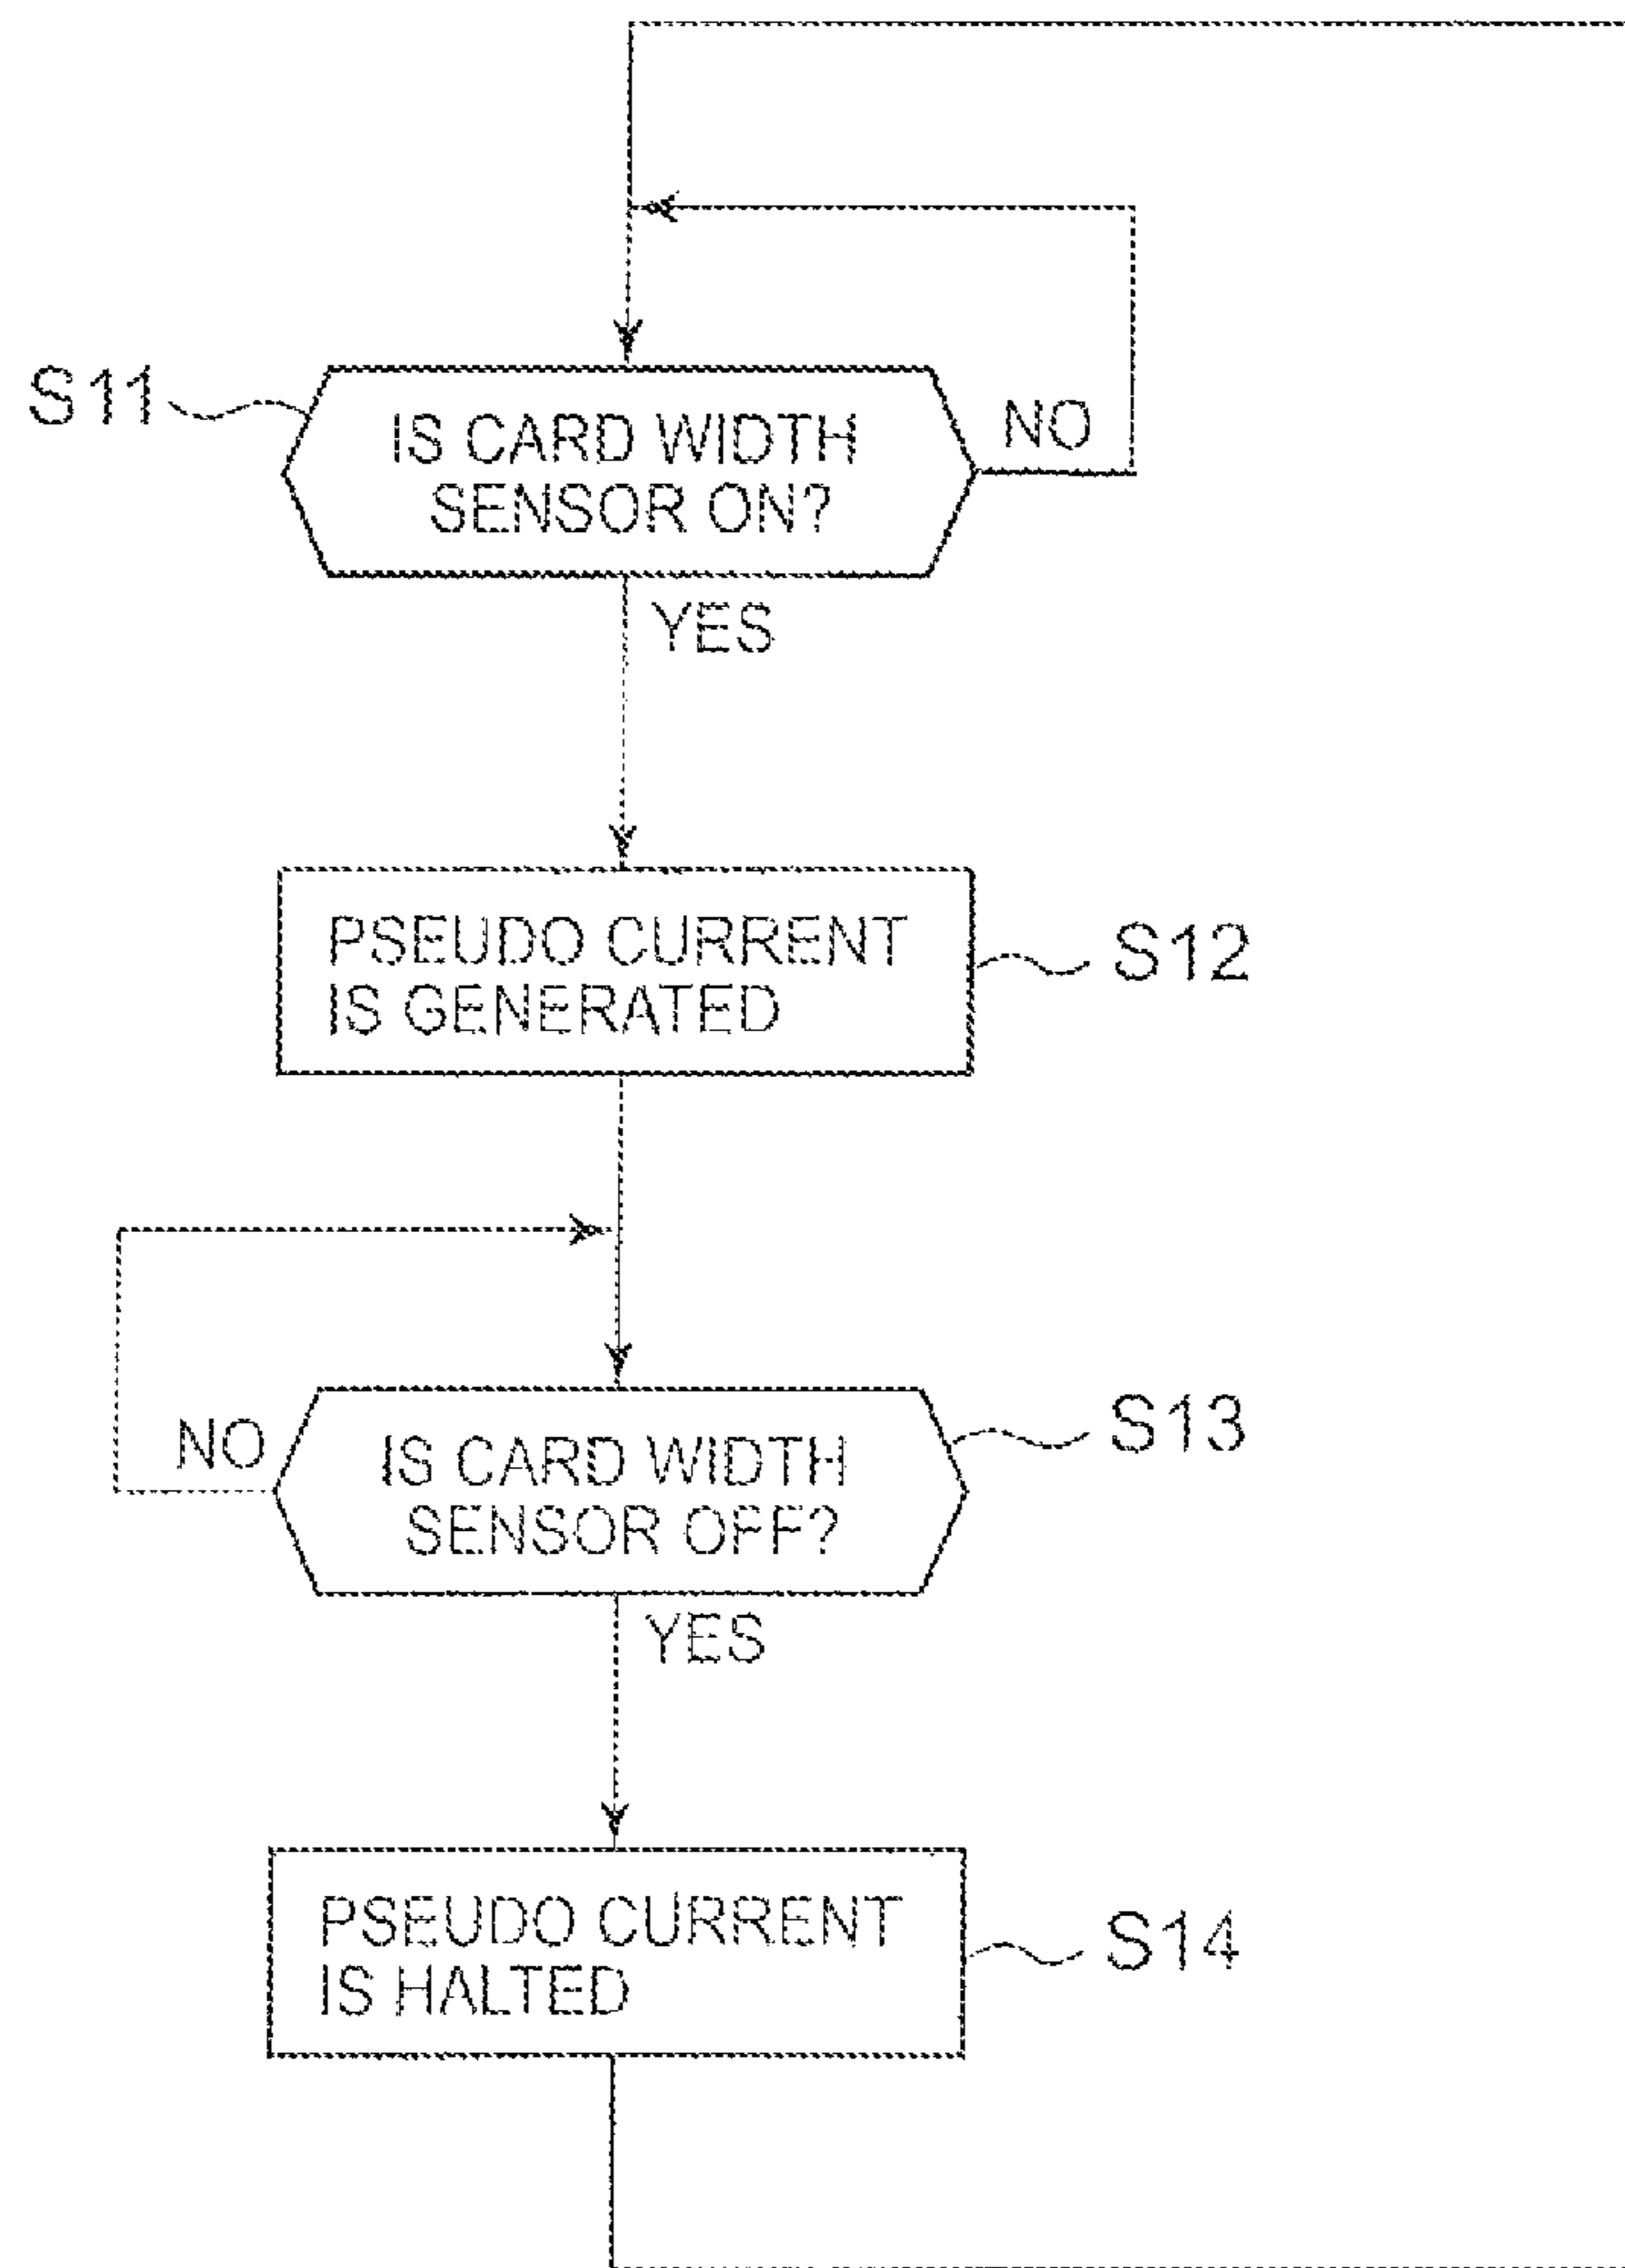 S11
IS CARD WIDTH
SENSOR ON?
NO
YES
PSEUDO CURRENT
IS GENERATED
S12
NO
IS CARD WIDTH
SENSOR OFF?
S13
YES
PSEUDO CURRENT
IS HALTED
S14